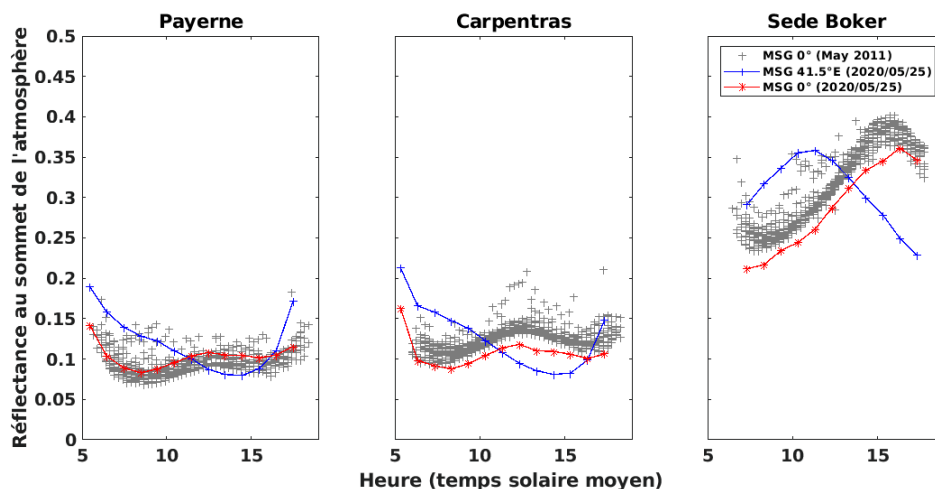 Payerne
Carpentras
Sede Boker
Réflectance au sommet de l'atmosphère
0.5
0.45
0.4
0.35
0.3
0.25
0.2
0.15
0.1
0.05
0
MSG 0° (May 2011)
MSG 41.5°E (2020/05/25)
MSG 0° (2020/05/25)
5 10 15
5 10 15
5 10 15
Heure (temps solaire moyen)